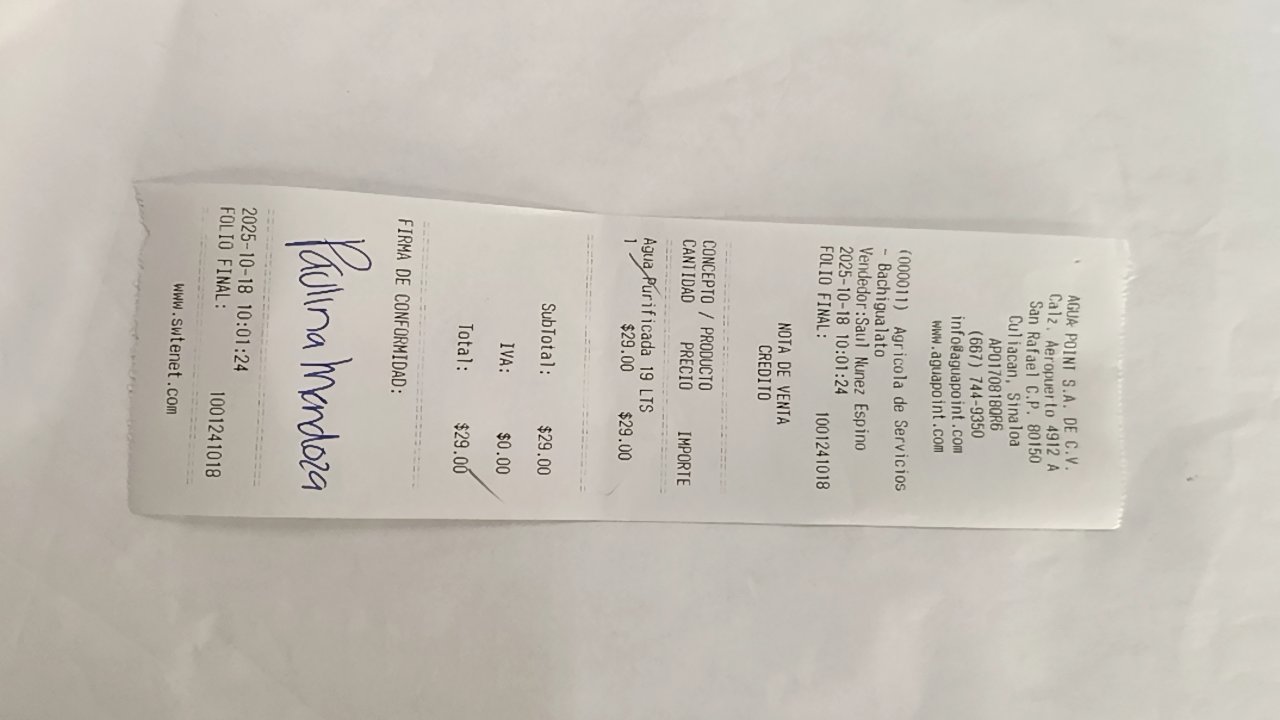 AGUA POINT S.A. DE C.V.
Calz. Aeropuerto 4912 A
San Rafael C.P. 80150
Culiacan, Sinaloa
APO170818QR6
(667) 744-9350
info@aguapoint.com
www.aguapoint.com
(000011) Agricola de Servicios
- Bachigualato
Vendedor:Saul Nunez Espino
2025-10-18 10:01:24
FOLIO FINAL: 1001241018
NOTA DE VENTA
CREDITO
CONCEPTO / PRODUCTO
CANTIDAD PRECIO IMPORTE
Agua Purificada 19 LTS
1 $29.00 $29.00
SubTotal: $29.00
IVA: $0.00
Total: $29.00
FIRMA DE CONFORMIDAD:
Paulina Mendoza
2025-10-18 10:01:24
FOLIO FINAL: 1001241018
www.swtenet.com